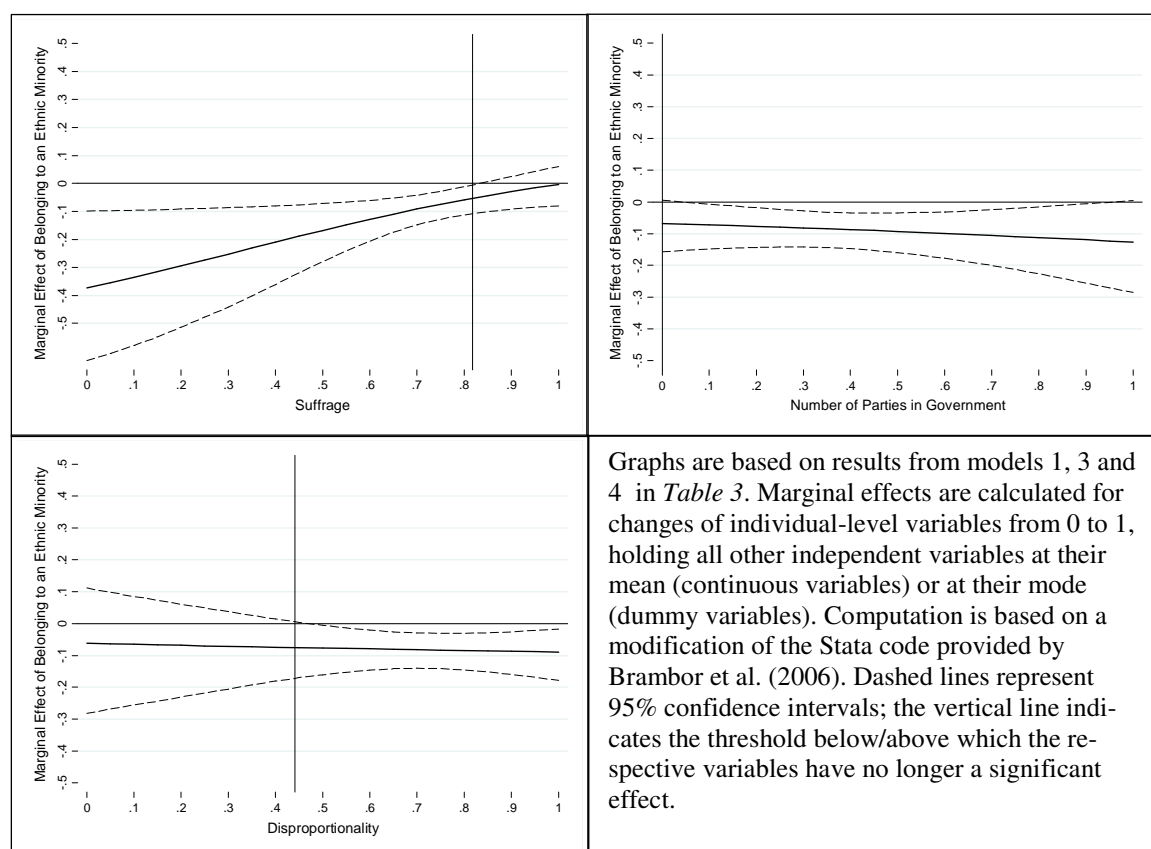 Marginal Effect of Belonging to an Ethnic Minority
.5
.4
.3
.2
.1
0
-.1
-.2
-.3
-.4
-.5
0 .1 .2 .3 .4 .5 .6 .7 .8 .9 1
Suffrage
Marginal Effect of Belonging to an Ethnic Minority
.5
.4
.3
.2
.1
0
-.1
-.2
-.3
-.4
-.5
0 .1 .2 .3 .4 .5 .6 .7 .8 .9 1
Number of Parties in Government
Marginal Effect of Belonging to an Ethnic Minority
.5
.4
.3
.2
.1
0
-.1
-.2
-.3
-.4
-.5
0 .1 .2 .3 .4 .5 .6 .7 .8 .9 1
Disproportionality
Graphs are based on results from models 1, 3 and
4 in Table 3. Marginal effects are calculated for
changes of individual-level variables from 0 to 1,
holding all other independent variables at their
mean (continuous variables) or at their mode
(dummy variables). Computation is based on a
modification of the Stata code provided by
Brambor et al. (2006). Dashed lines represent
95% confidence intervals; the vertical line indi-
cates the threshold below/above which the re-
spective variables have no longer a significant
effect.